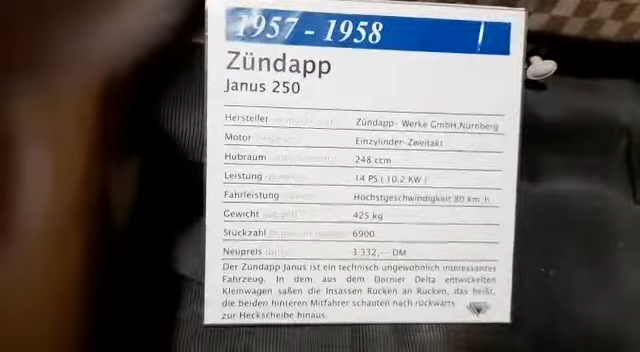 1957 - 1958
Zündapp
Janus 250
Hersteller Zündapp- Werke GmbH,Nürnberg
Motor Einzylinder-Zweitakt
Hubraum 248 ccm
Leistung 14 PS ( 10,2 KW )
Fahrleistung Höchstgeschwindigkeit 80 km/h
Gewicht 425 kg
Stückzahl 6900
Neupreis 3.332,-- DM
Der Zündapp Janus ist ein technisch ungewöhnlich interessantes
Fahrzeug. In dem aus dem Dornier Delta entwickelten
Kleinwagen saßen die Insassen Rücken an Rücken, das heißt,
die beiden hinteren Mitfahrer schauten nach rückwärts
zur Heckscheibe hinaus.